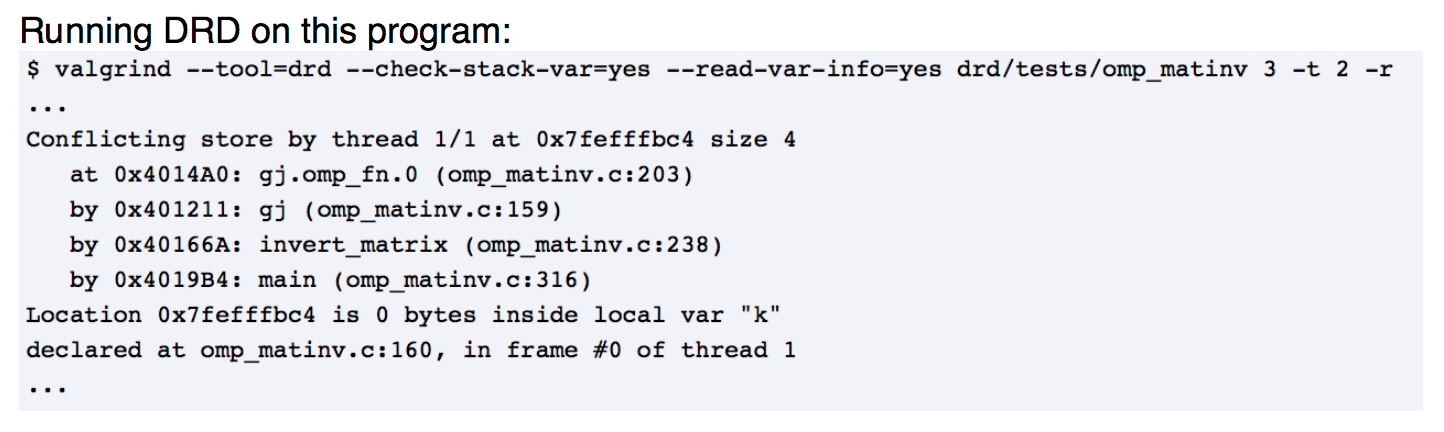 Running DRD on this program:
$ valgrind --tool=drd --check-stack-var=yes --read-var-info=yes drd/tests/omp_matinv 3 -t 2 -r
...
Conflicting store by thread 1/1 at 0x7fefffbc4 size 4
   at 0x4014A0: gj.omp_fn.0 (omp_matinv.c:203)
   by 0x401211: gj (omp_matinv.c:159)
   by 0x40166A: invert_matrix (omp_matinv.c:238)
   by 0x4019B4: main (omp_matinv.c:316)
Location 0x7fefffbc4 is 0 bytes inside local var "k"
declared at omp_matinv.c:160, in frame #0 of thread 1
...